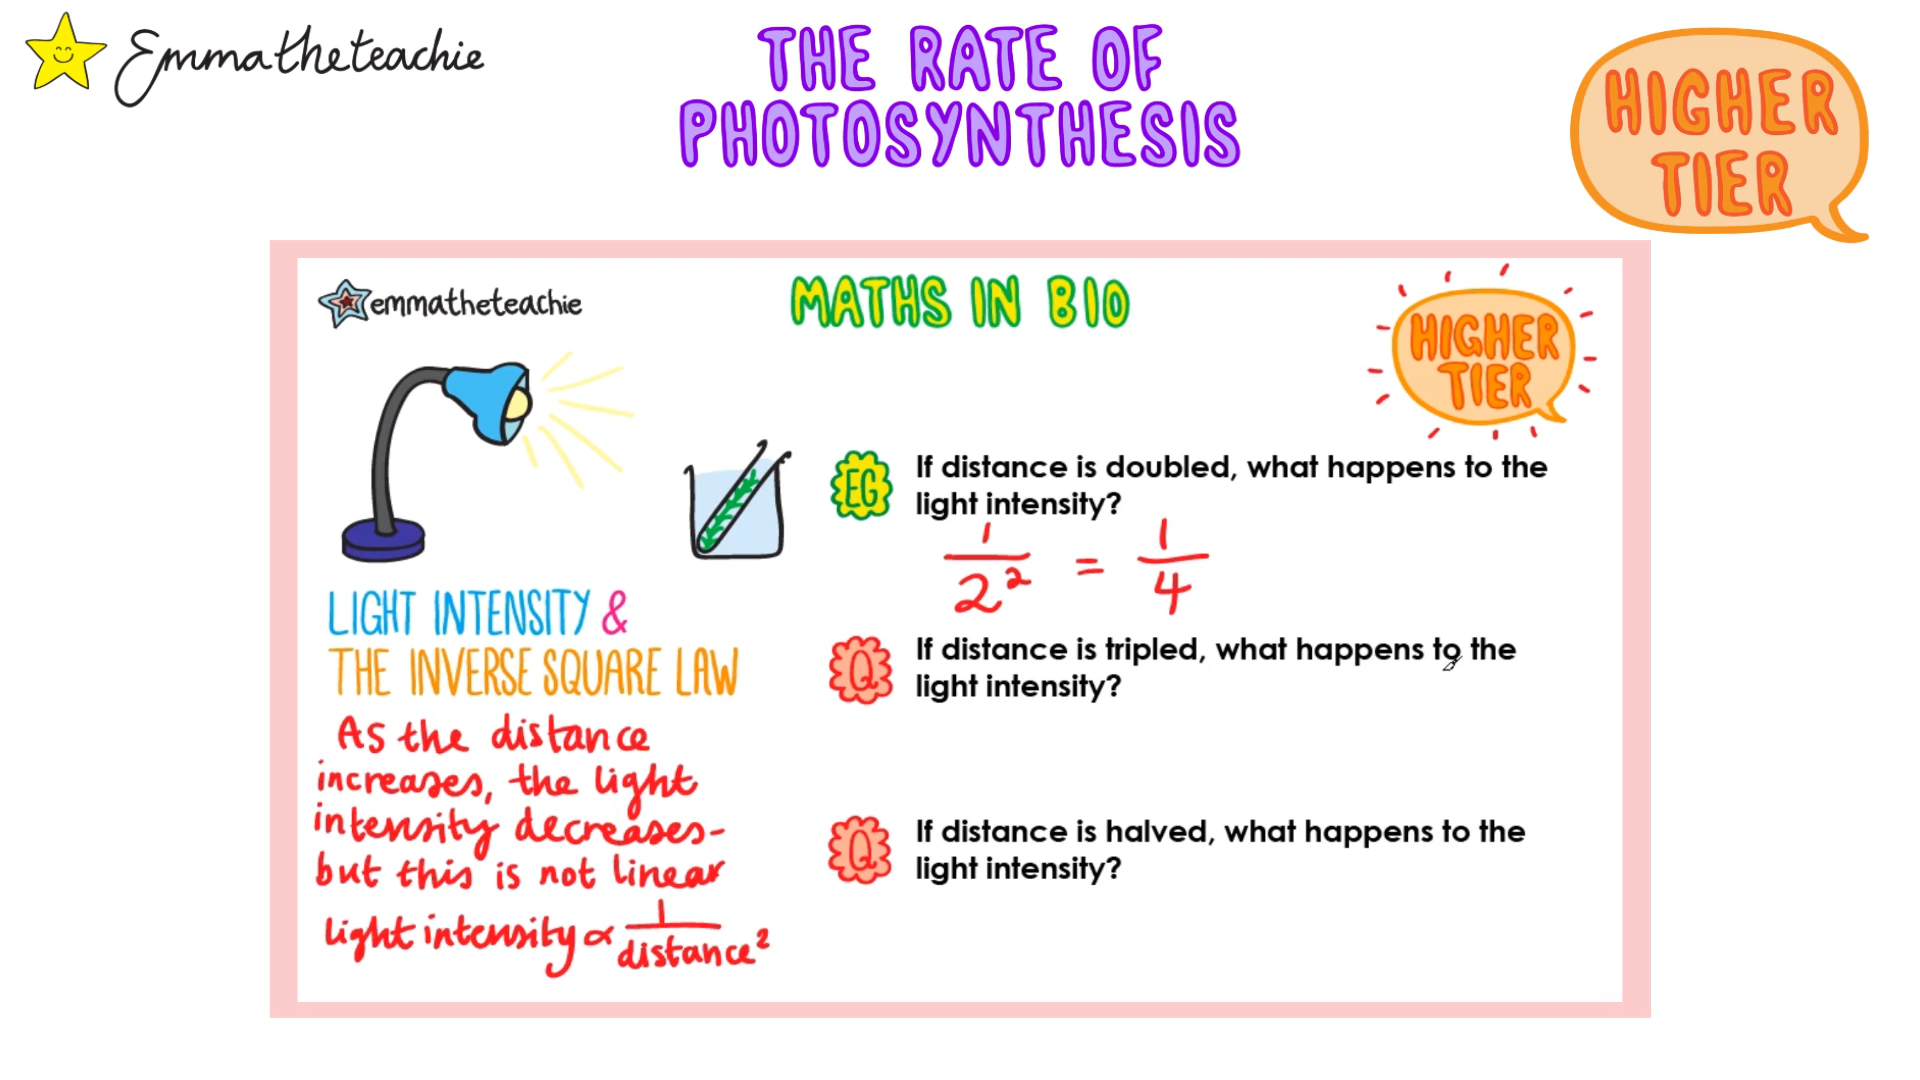 Emmatheteachie
THE RATE OF
PHOTOSYNTHESIS
HIGHER
TIER
emmatheteachie
MATHS IN BIO
HIGHER
TIER
EG
If distance is doubled, what happens to the
light intensity?
1/2² = 1/4
LIGHT INTENSITY &
THE INVERSE SQUARE LAW
As the distance
increases, the light
intensity decreases-
but this is not linear
light intensity ∝ 1/distance²
Q
If distance is tripled, what happens to the
light intensity?
Q
If distance is halved, what happens to the
light intensity?